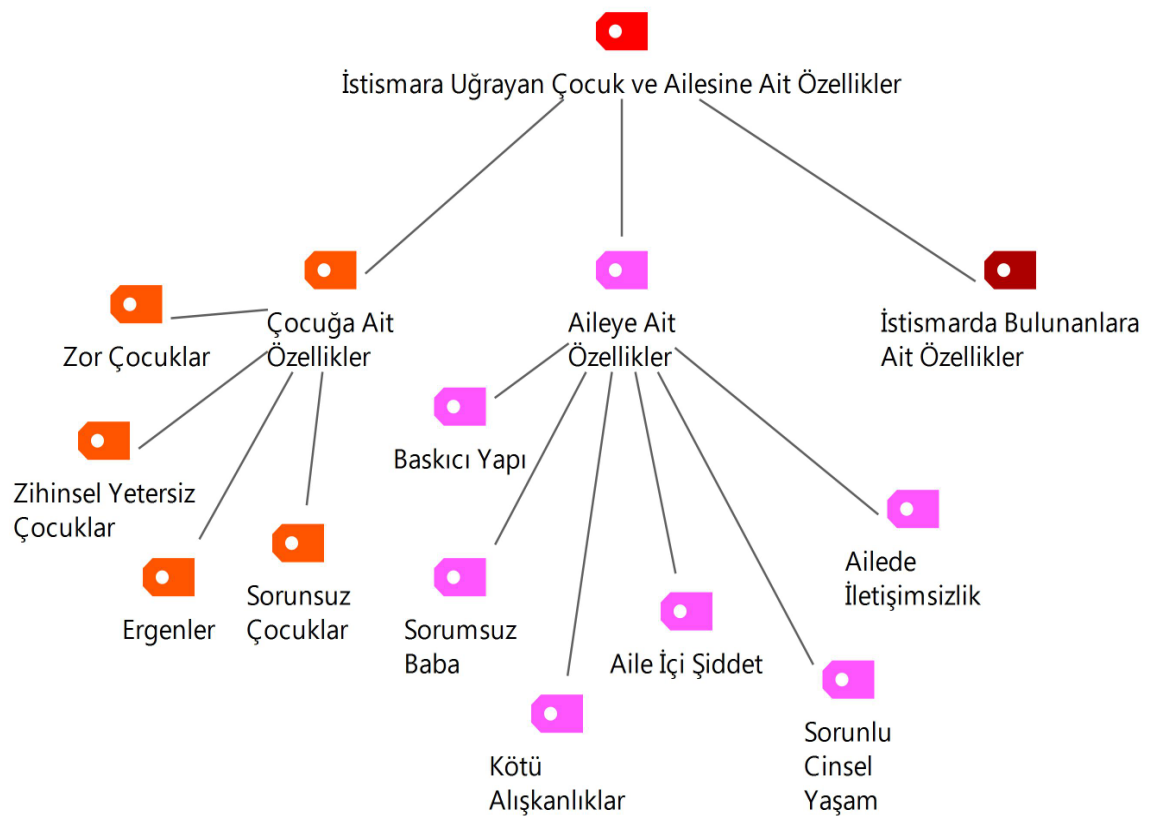 İstismara Uğrayan Çocuk ve Ailesine Ait Özellikler
Çocuğa Ait
Özellikler
Aileye Ait
Özellikler
İstismarda Bulunanlara
Ait Özellikler
Zor Çocuklar
Zihinsel Yetersiz
Çocuklar
Ergenler
Sorunsuz
Çocuklar
Baskıcı Yapı
Sorumsuz
Baba
Kötü
Alışkanlıklar
Aile İçi Şiddet
Sorunlu
Cinsel
Yaşam
Ailede
İletişimsizlik